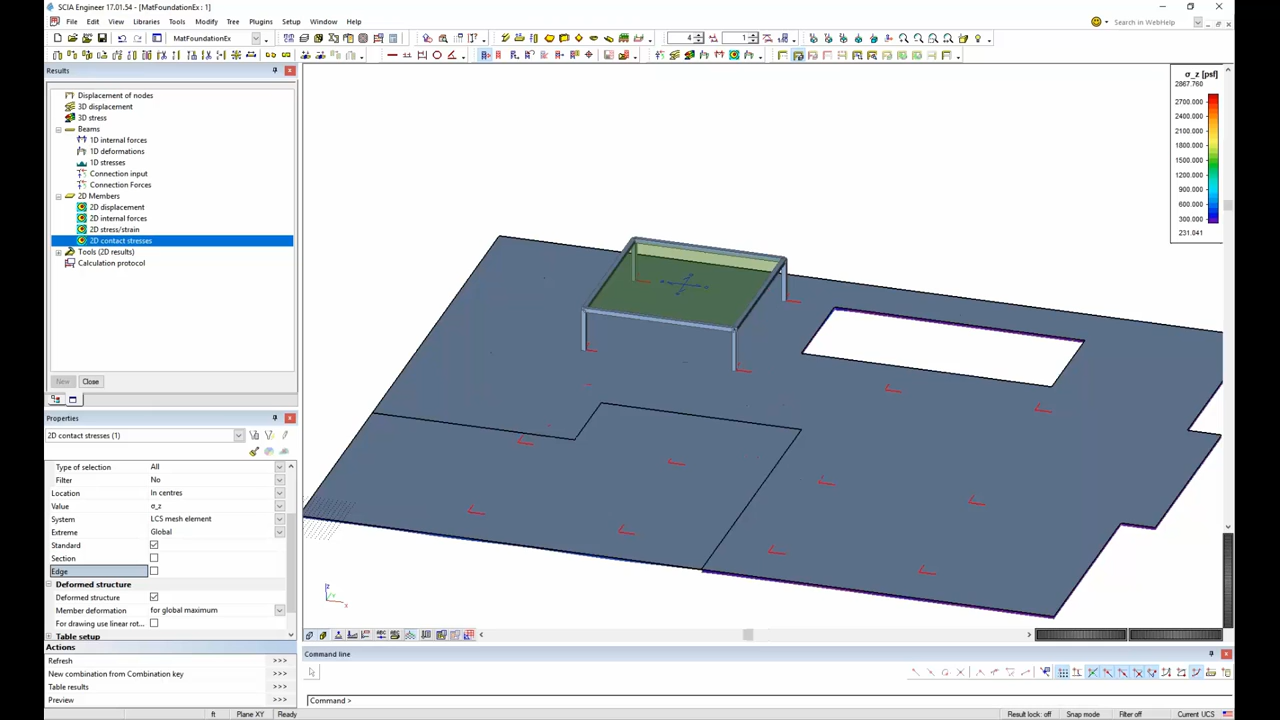 SCIA Engineer 17.01.54 - [MatFoundationEx : 1]
File Edit View Libraries Tools Modify Tree Plugins Setup Window Help
Search in WebHelp
MatFoundationEx
4
1
Results
Displacement of nodes
3D displacement
3D stress
Beams
1D internal forces
1D deformations
1D stresses
Connection input
Connection Forces
2D Members
2D displacement
2D internal forces
2D stress/strain
2D contact stresses
Tools (2D results)
Calculation protocol
New Close
Properties
2D contact stresses (1)
Type of selection All
Filter No
Location In centres
Value σ_z
System LCS mesh element
Extreme Global
Standard
Section
Edge
Deformed structure
Deformed structure
Member deformation for global maximum
For drawing use linear rot...
Table setup
Actions
Refresh >>>
New combination from Combination key >>>
Table results >>>
Preview >>>
σ_z [psf]
2867.760
2700.000
2400.000
2100.000
1800.000
1500.000
1200.000
900.000
600.000
300.000
231.041
z
Y
x
Command line
Command >
ft Plane XY Ready
Result lock: off Snap mode Filter off Current UCS